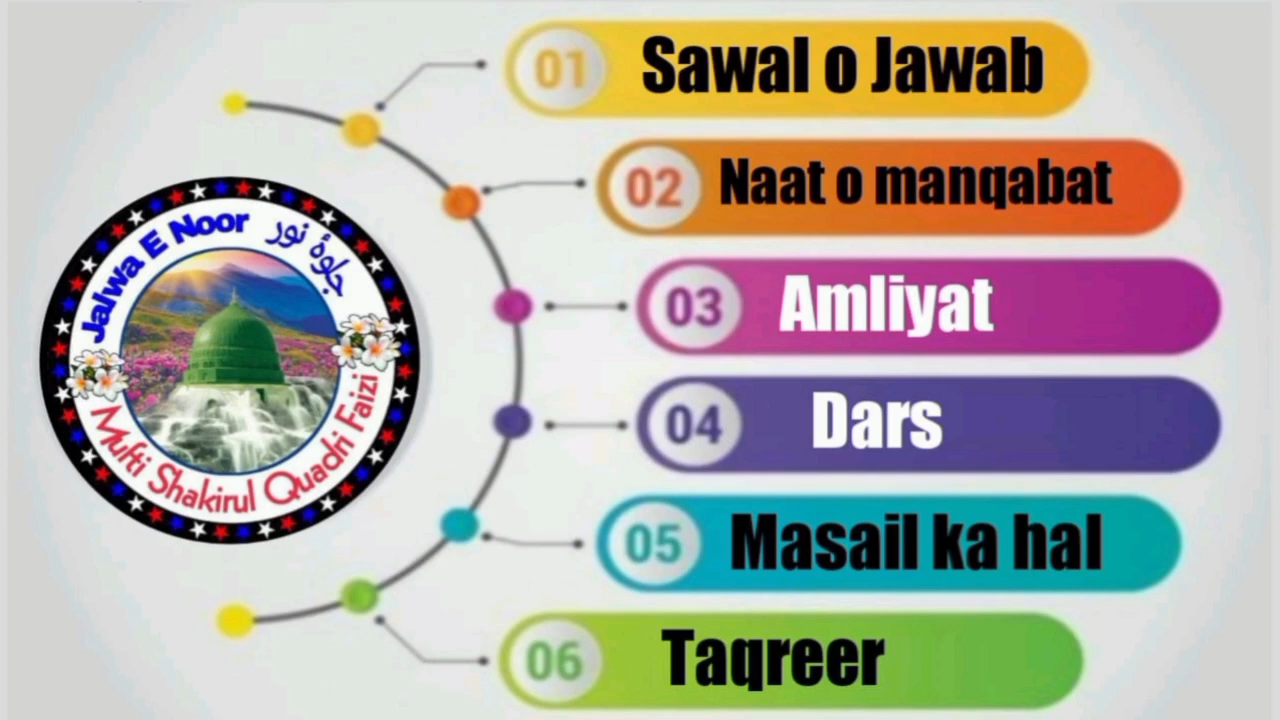 Jalwa E Noor جلوۂ نور
Mufti Shakirul Quadri Faizi
01 Sawal o Jawab
02 Naat o manqabat
03 Amliyat
04 Dars
05 Masail ka hal
06 Taqreer